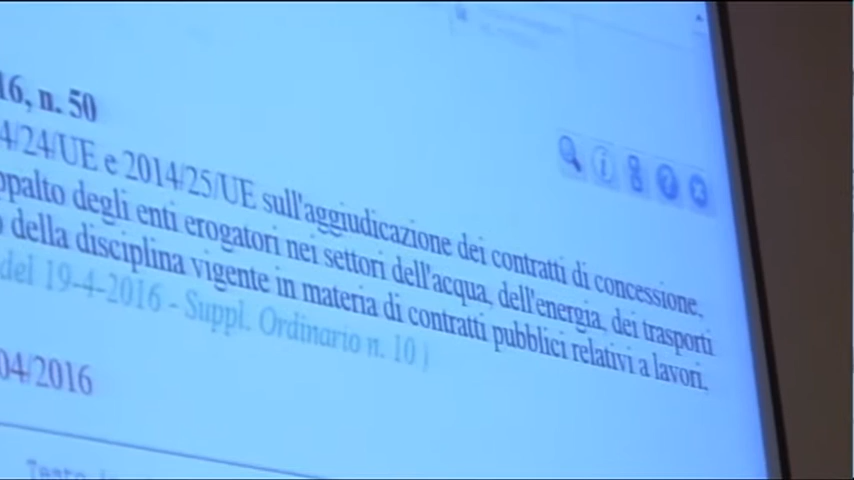 16, n. 50
4/24/UE e 2014/25/UE sull'aggiudicazione dei contratti di concessione,
ppalto degli enti erogatori nei settori dell'acqua, dell'energia, dei trasporti
della disciplina vigente in materia di contratti pubblici relativi a lavori,
del 19-4-2016 - Suppl. Ordinario n. 10 )
04/2016